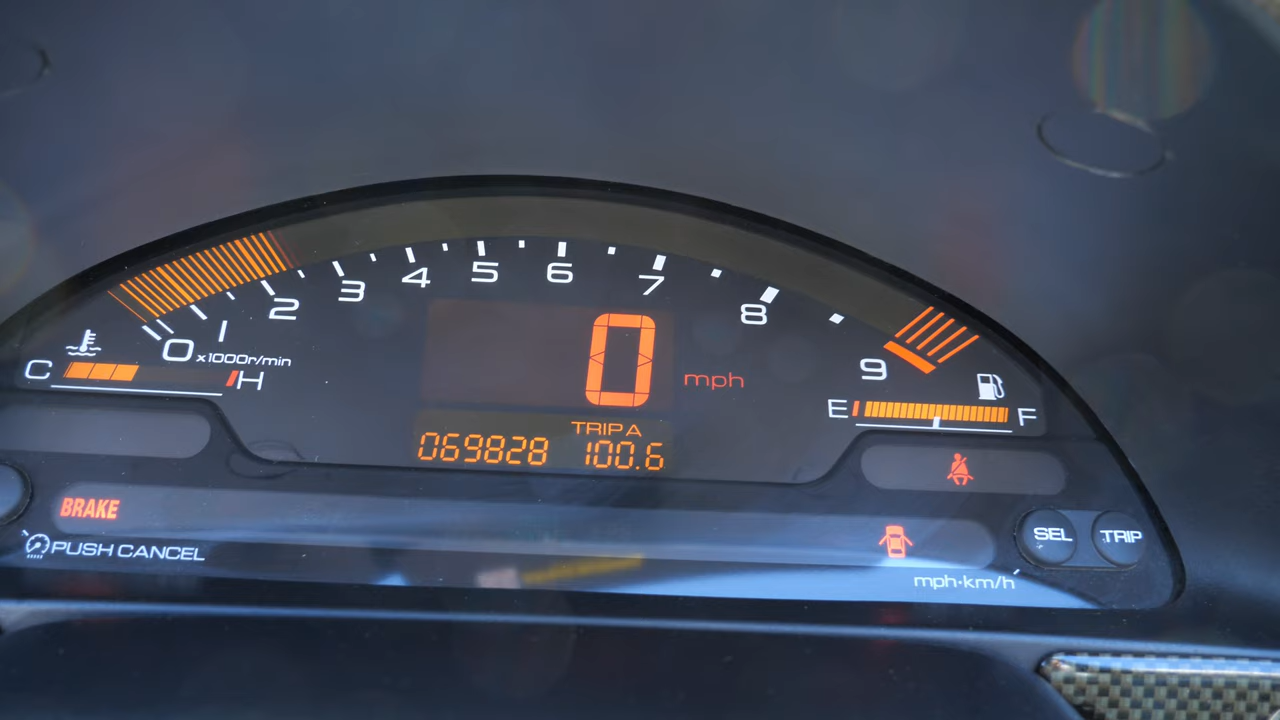 0 1 2 3 4 5 6 7 8 9
x1000r/min
C H
0 mph
E F
TRIP A
069828 100.6
BRAKE
PUSH CANCEL
SEL TRIP
mph·km/h